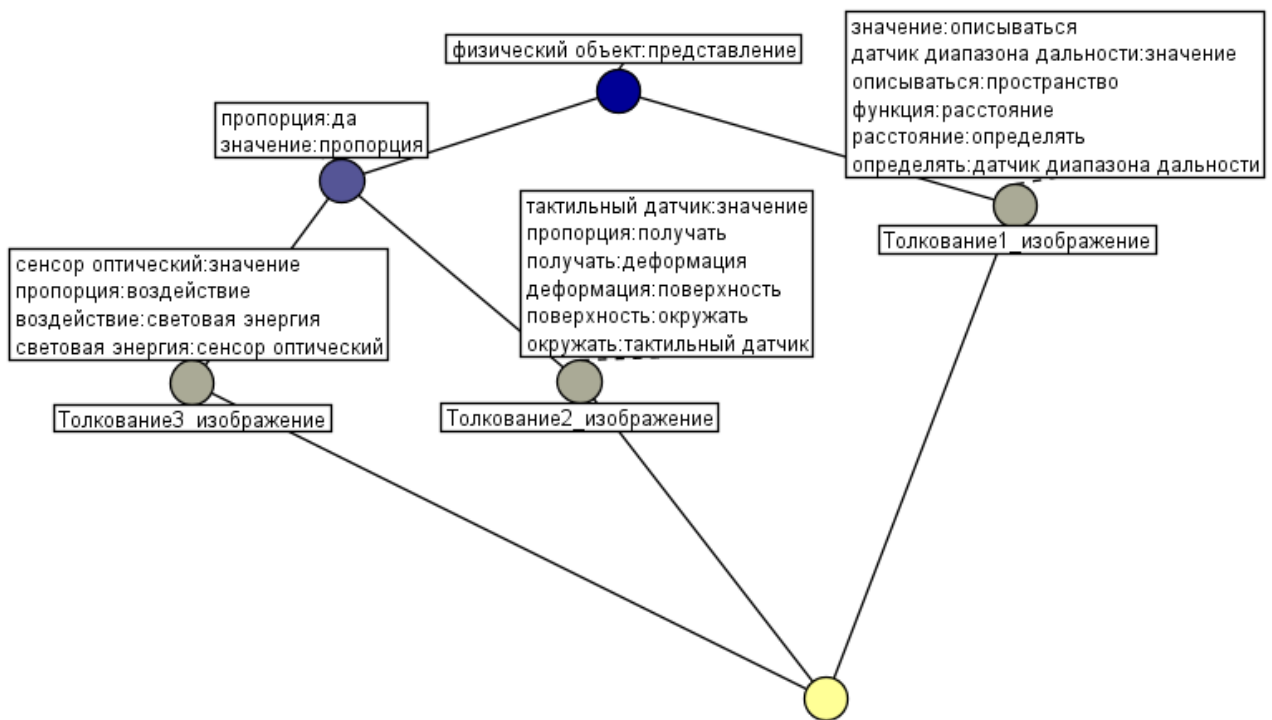 физический объект:представление
значение:описываться
датчик диапазона дальности:значение
описываться:пространство
функция:расстояние
расстояние:определять
определять:датчик диапазона дальности
пропорция:да
значение:пропорция
Толкование1_изображение
тактильный датчик:значение
пропорция:получать
получать:деформация
деформация:поверхность
поверхность:окружать
окружать:тактильный датчик
сенсор оптический:значение
пропорция:воздействие
воздействие:световая энергия
световая энергия:сенсор оптический
Толкование3_изображение
Толкование2_изображение